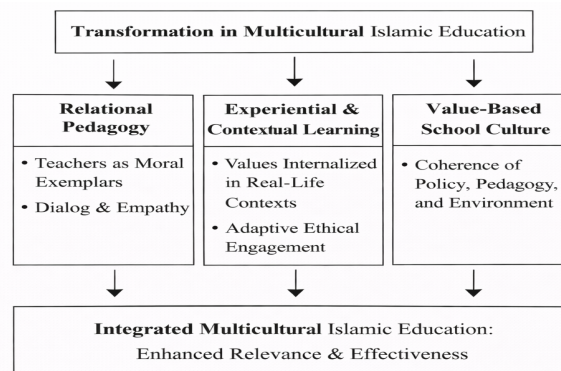 Transformation in Multicultural Islamic Education
Relational
Pedagogy
• Teachers as Moral
Exemplars
• Dialog & Empathy
Experiential &
Contextual Learning
• Values Internalized
in Real-Life
Contexts
• Adaptive Ethical
Engagement
Value-Based
School Culture
• Coherence of
Policy, Pedagogy,
and Environment
Integrated Multicultural Islamic Education:
Enhanced Relevance & Effectiveness